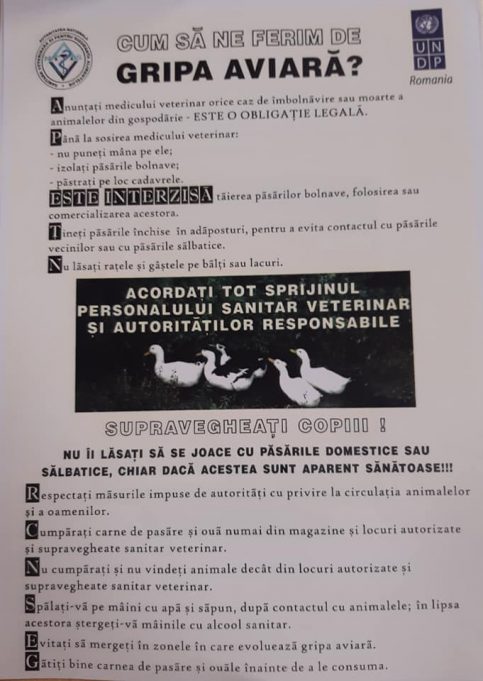 AUTORITATEA NAȚIONALĂ
SANITARĂ VETERINARĂ ȘI PENTRU SIGURANȚA ALIMENTELOR
CUM SĂ NE FERIM DE
GRIPA AVIARĂ?
U N
D P
Romania
Anunțați medicului veterinar orice caz de îmbolnăvire sau moarte a
animalelor din gospodărie - ESTE O OBLIGAȚIE LEGALĂ.
Până la sosirea medicului veterinar:
- nu puneți mâna pe ele;
- izolați păsările bolnave;
- păstrați pe loc cadavrele.
ESTE INTERZISĂ tăierea păsărilor bolnave, folosirea sau
comercializarea acestora.
Țineți păsările închise în adăposturi, pentru a evita contactul cu păsările
vecinilor sau cu păsările sălbatice.
Nu lăsați rațele și gâștele pe bălți sau lacuri.
ACORDAȚI TOT SPRIJINUL
PERSONALULUI SANITAR VETERINAR
ȘI AUTORITĂȚILOR RESPONSABILE
SUPRAVEGHEAȚI COPIII !
NU ÎI LĂSAȚI SĂ SE JOACE CU PĂSĂRILE DOMESTICE SAU
SĂLBATICE, CHIAR DACĂ ACESTEA SUNT APARENT SĂNĂTOASE!!!
Respectați măsurile impuse de autorități cu privire la circulația animalelor
și a oamenilor.
Cumpărați carne de pasăre și ouă numai din magazine și locuri autorizate
și supravegheate sanitar veterinar.
Nu cumpărați și nu vindeți animale decât din locuri autorizate și
supravegheate sanitar veterinar.
Spălați-vă pe mâini cu apă și săpun, după contactul cu animalele; în lipsa
acestora ștergeți-vă mâinile cu alcool sanitar.
Evitați să mergeți în zonele în care evoluează gripa aviară.
Gătiți bine carnea de pasăre și ouăle înainte de a le consuma.